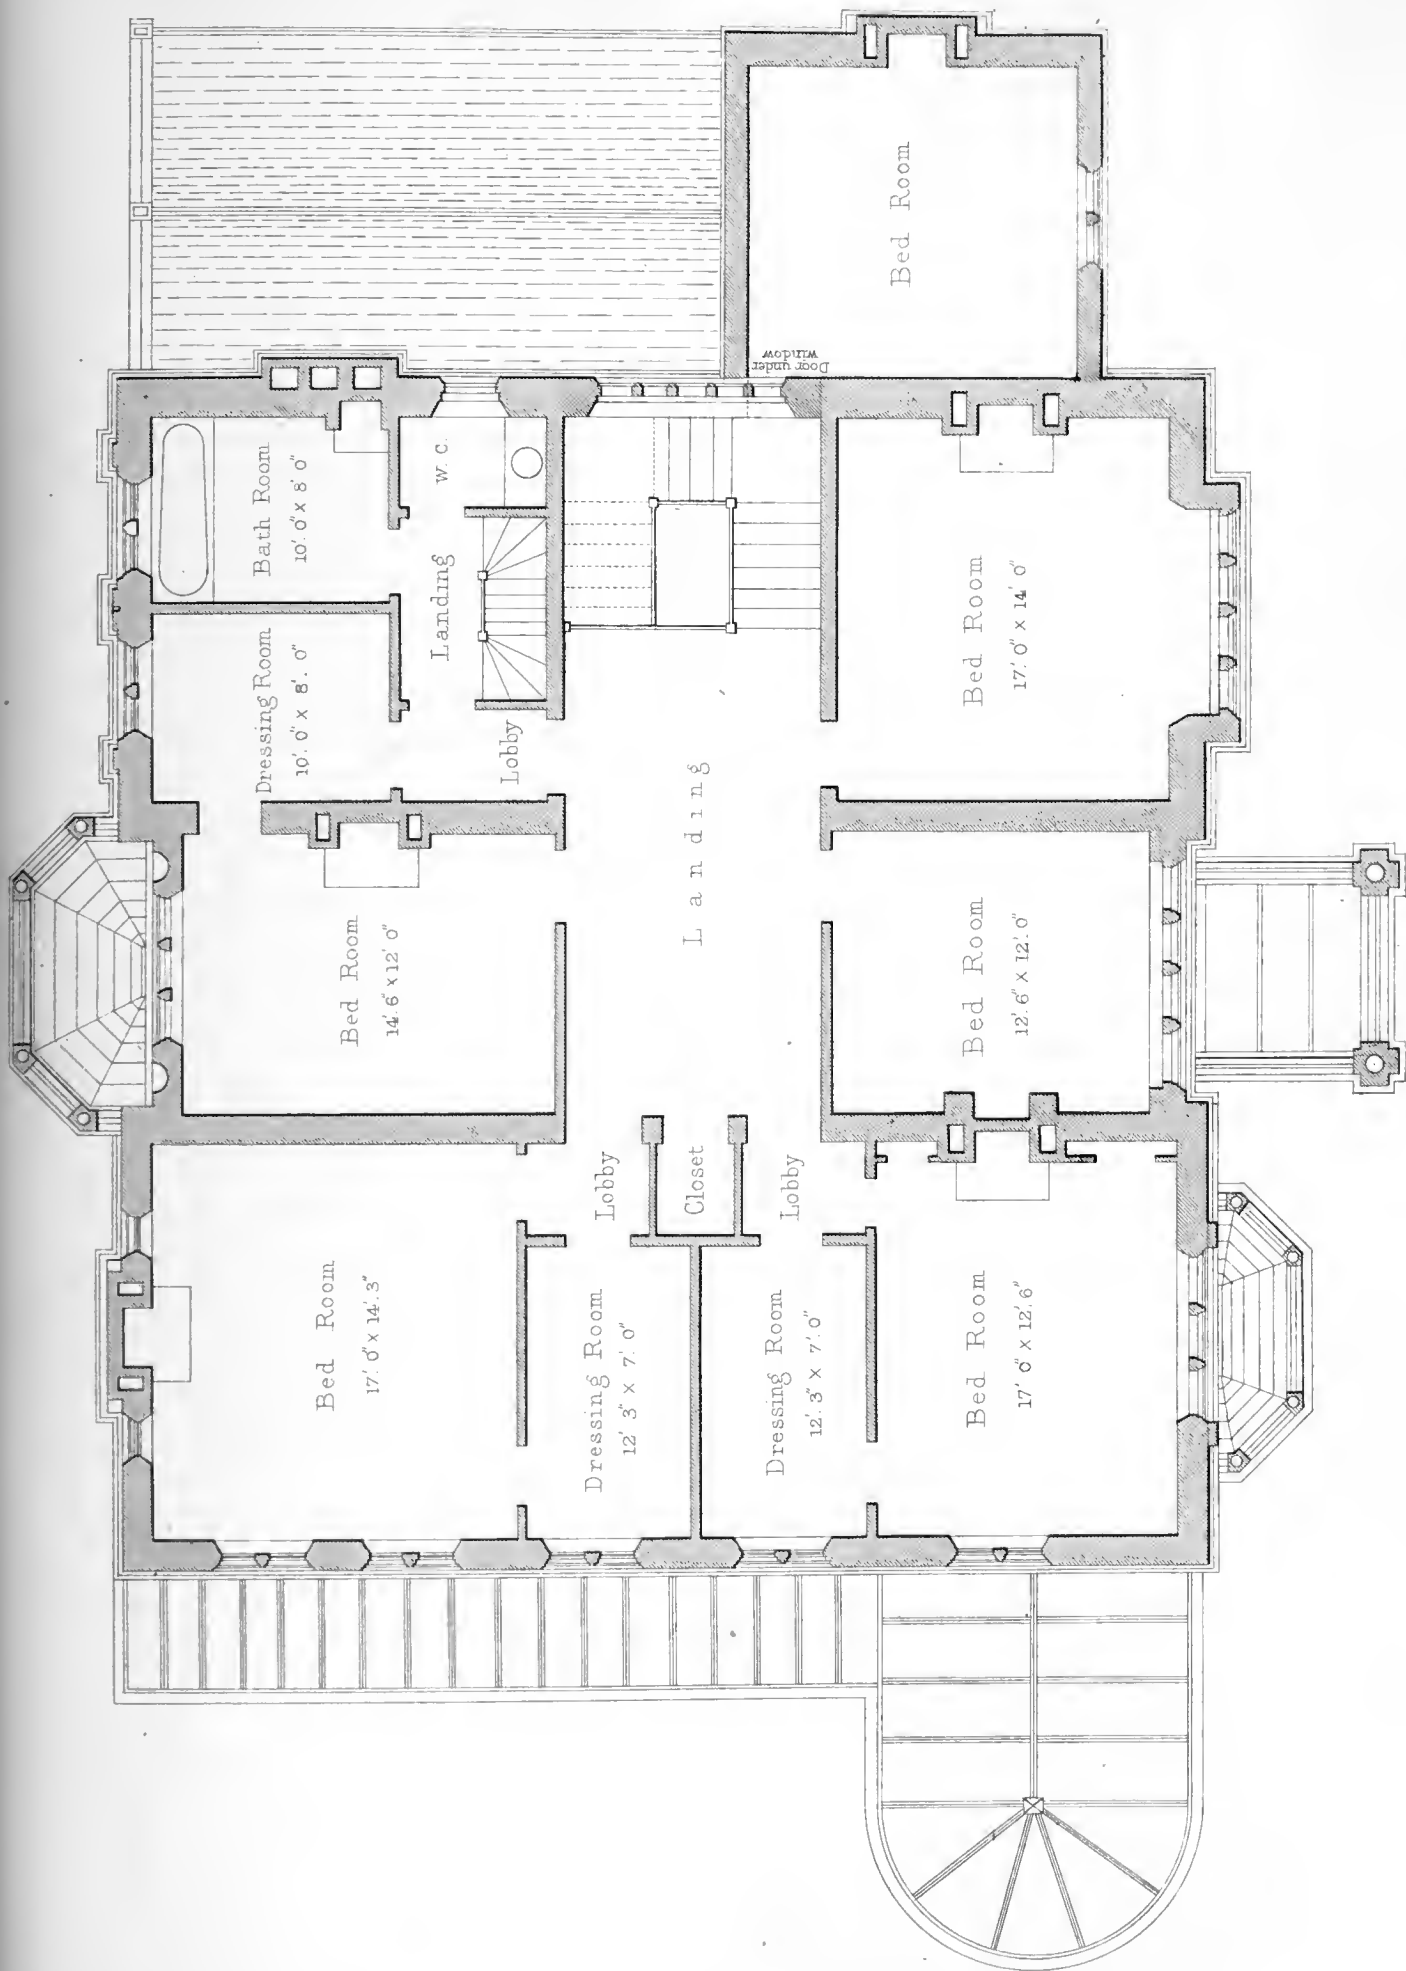 Bed Room
Door under
window
Bath Room
10'. 0" x 8' 0"
W. C.
Landing
Dressing Room
10'. 0" x 8'. 0"
Lobby
Bed Room
17'. 0" x 14' 0"
Landing
Bed Room
14'. 6" x 12' 0"
Bed Room
12'. 6" x 12'. 0"
Lobby
Closet
Lobby
Bed Room
17'. 0" x 14'. 3"
Dressing Room
12' 3" x 7'. 0"
Dressing Room
12'. 3" x 7'. 0"
Bed Room
17' 0" x 12'. 6"